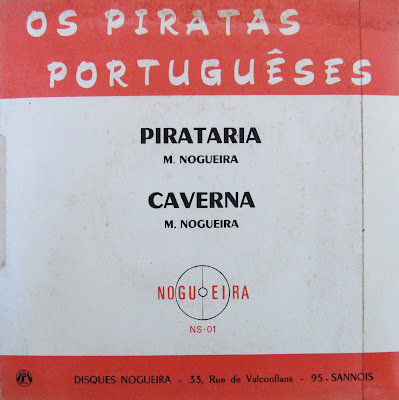 OS PIRATAS
PORTUGUÊSES
PIRATARIA
M. NOGUEIRA
CAVERNA
M. NOGUEIRA
NOGUEIRA
NS-01
DISQUES NOGUEIRA - 33, Rue de Valconflans - 95 - SANNOIS